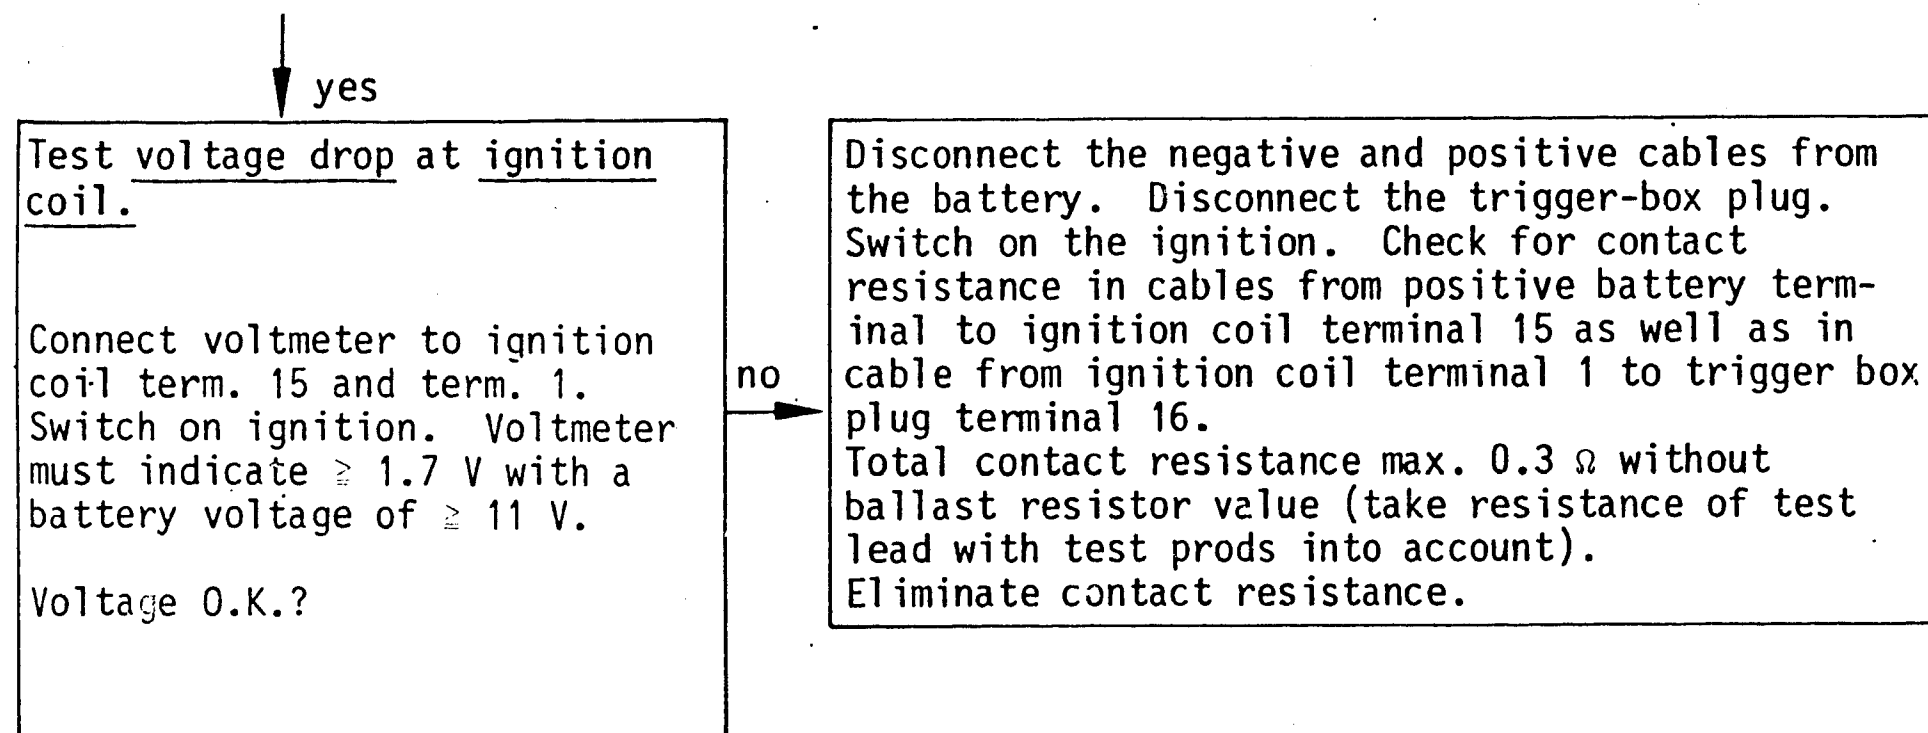 yes
Test voltage drop at ignition
coil.
Connect voltmeter to ignition
coil term. 15 and term. 1.
Switch on ignition. Voltmeter
must indicate ≧ 1.7 V with a
battery voltage of ≧ 11 V.
Voltage O.K.?
no
Disconnect the negative and positive cables from
the battery. Disconnect the trigger-box plug.
Switch on the ignition. Check for contact
resistance in cables from positive battery term-
inal to ignition coil terminal 15 as well as in
cable from ignition coil terminal 1 to trigger box
plug terminal 16.
Total contact resistance max. 0.3 Ω without
ballast resistor value (take resistance of test
lead with test prods into account).
Eliminate contact resistance.